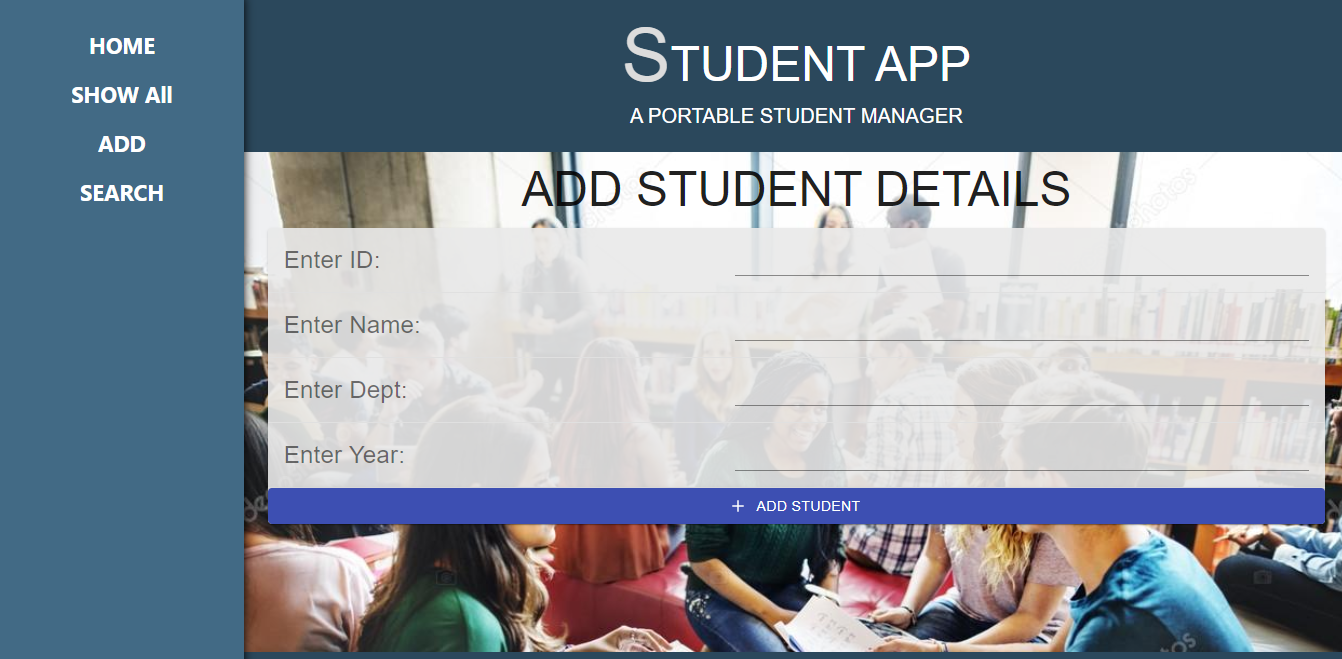 HOME
SHOW All
ADD
SEARCH
STUDENT APP
A PORTABLE STUDENT MANAGER
ADD STUDENT DETAILS
Enter ID:
Enter Name:
Enter Dept:
Enter Year:
+ ADD STUDENT